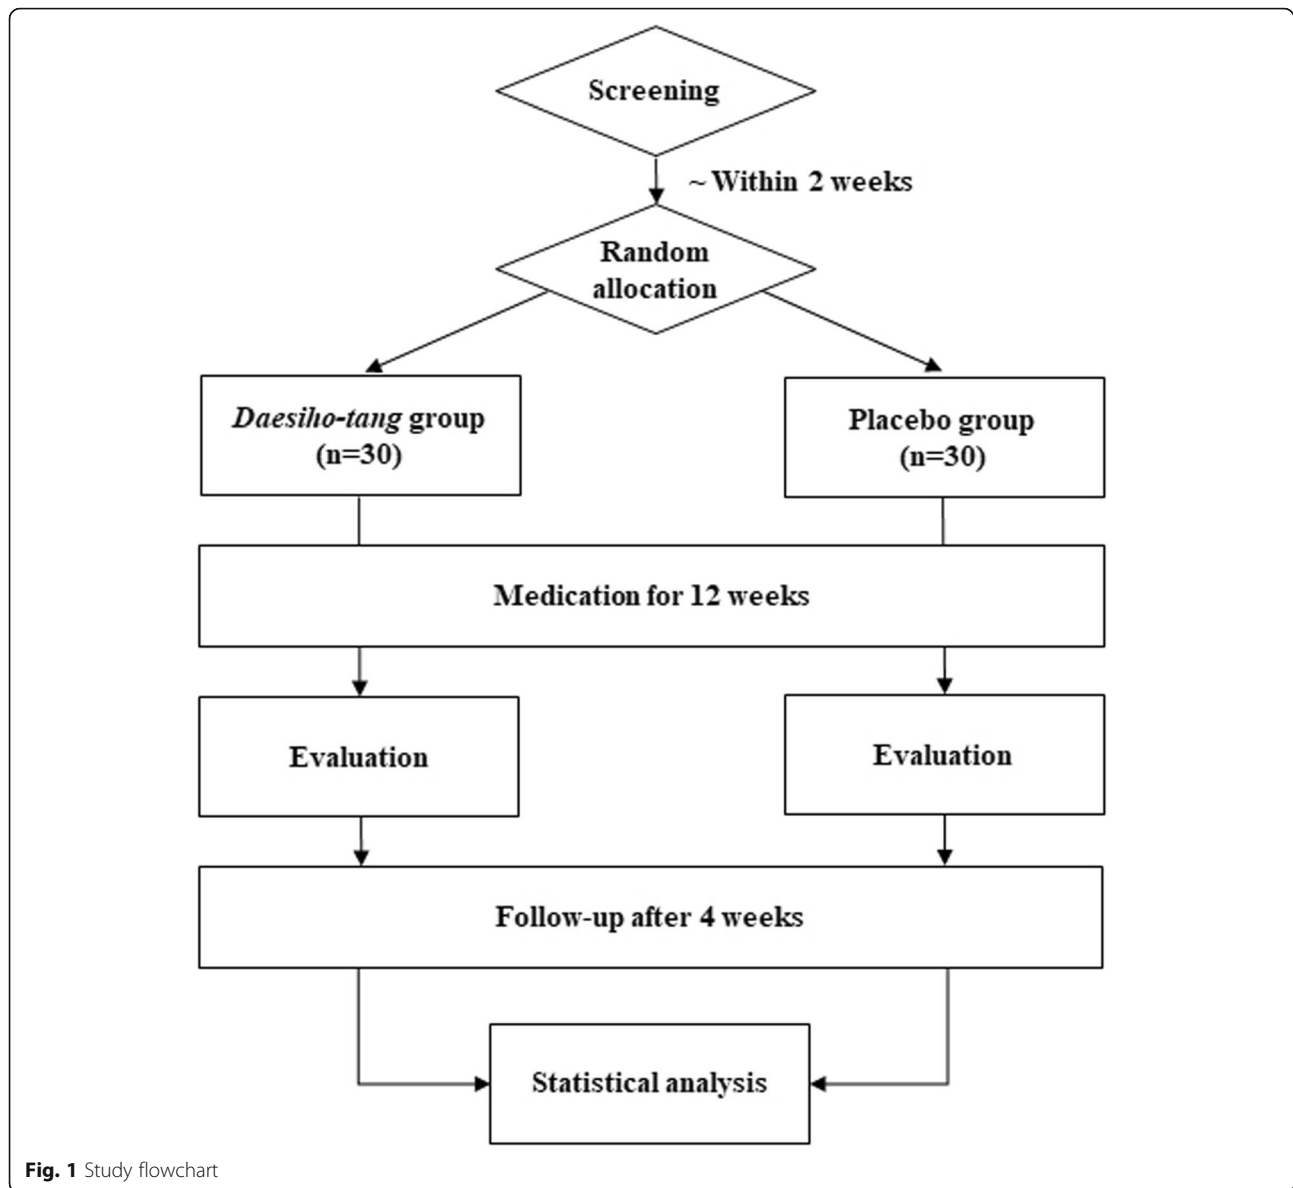 Screening
~ Within 2 weeks
Random
allocation
Daesiho-tang group
(n=30)
Placebo group
(n=30)
Medication for 12 weeks
Evaluation
Evaluation
Follow-up after 4 weeks
Statistical analysis
Fig. 1 Study flowchart